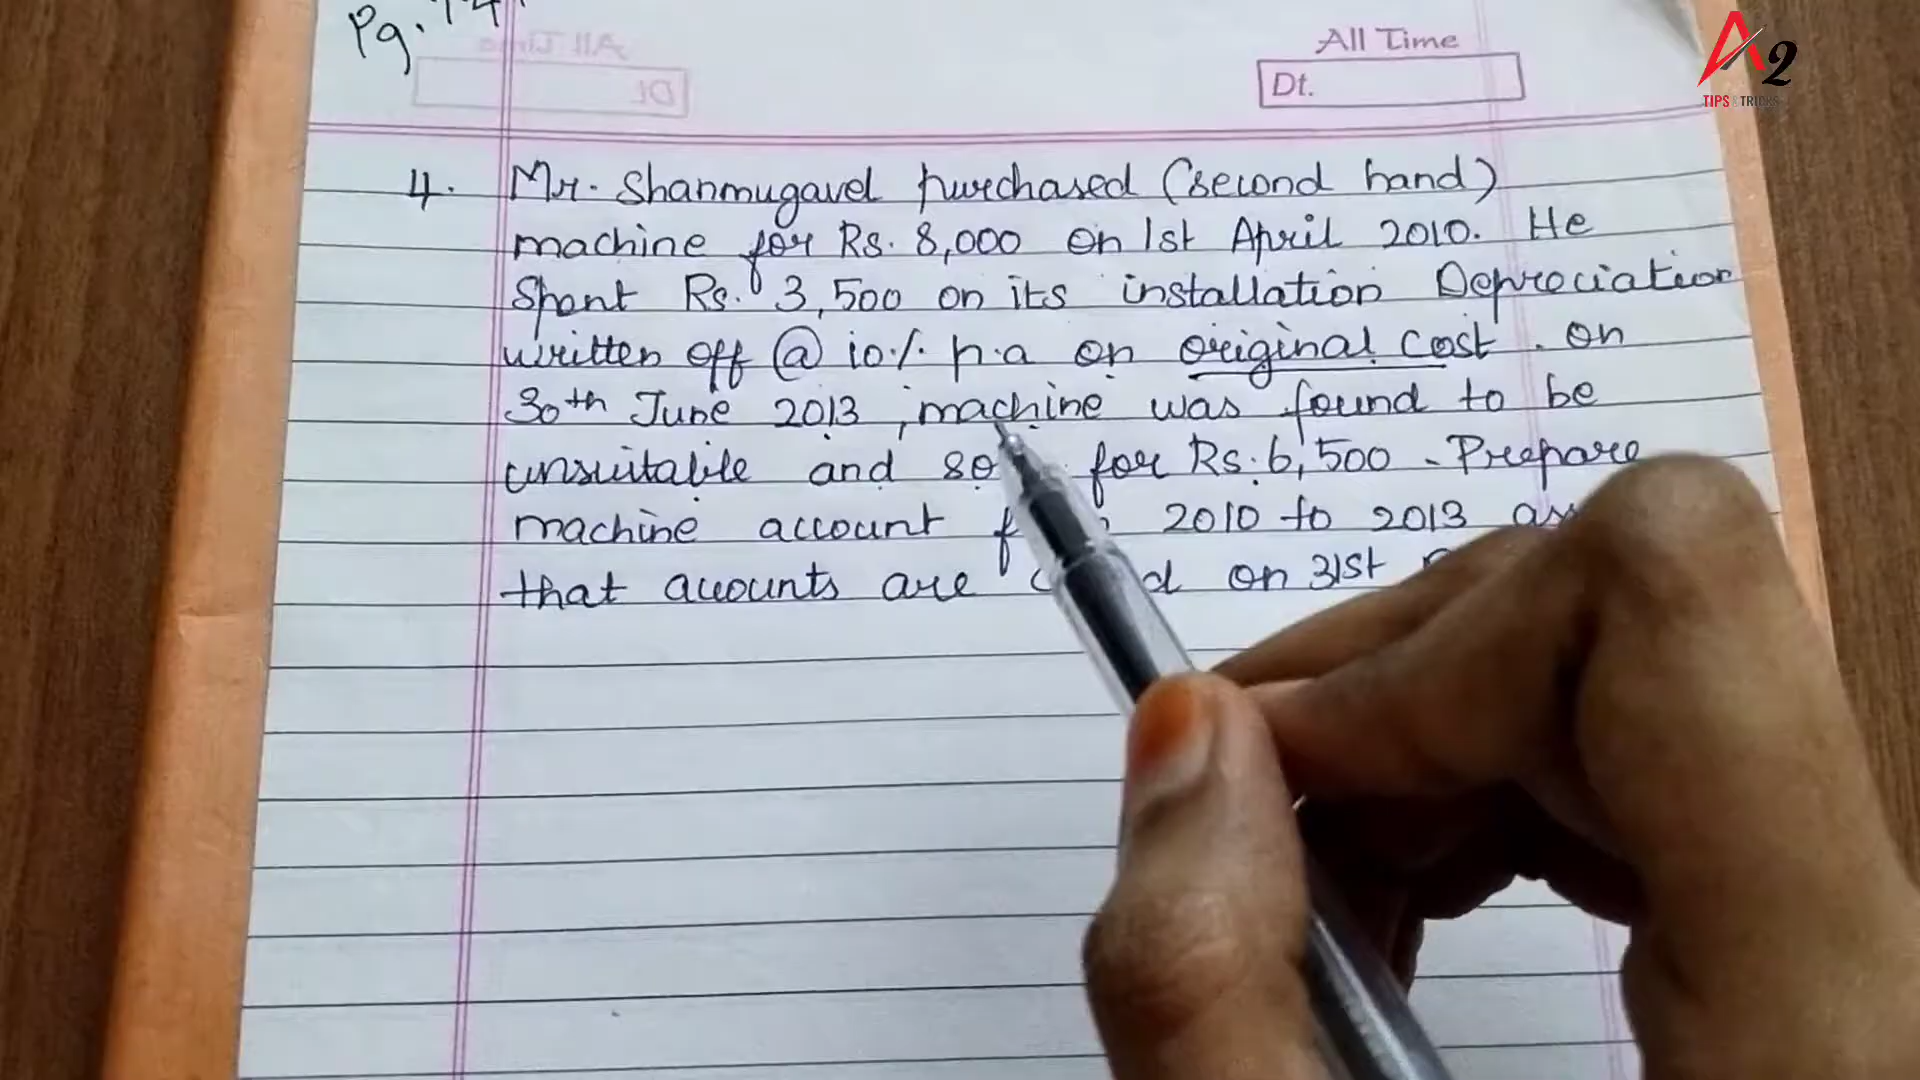 Pg.
All Time
Dt.
A2
TIPS & TRICKS
4. Mr. Shanmugavel purchased (second hand)
machine for Rs. 8,000 on 1st April 2010. He
Spent Rs. 3,500 on its installation Depreciation
written off @ 10% p.a on original cost. on
30th June 2013, machine was found to be
unsuitable and for Rs. 6,500. Prepare
machine account 2010 to 2013
that accounts are on 31st